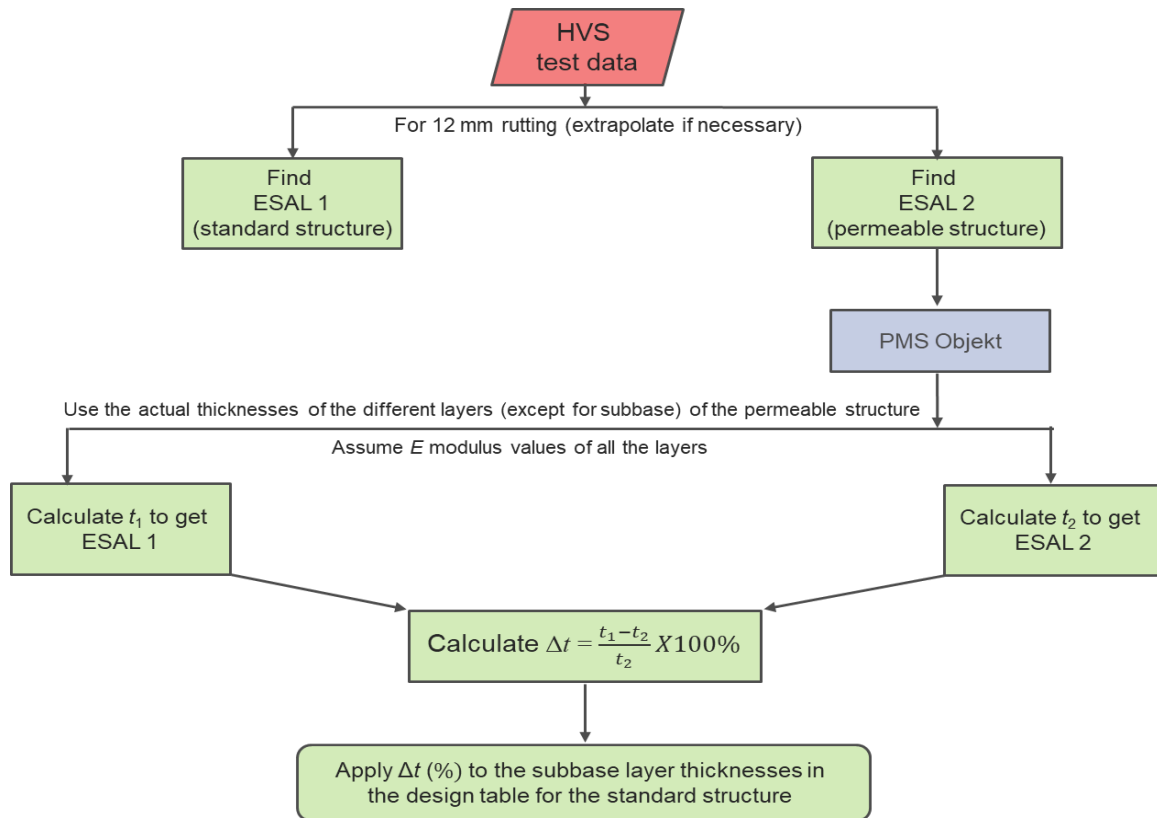 HVS
test data
For 12 mm rutting (extrapolate if necessary)
Find
ESAL 1
(standard structure)
Find
ESAL 2
(permeable structure)
PMS Objekt
Use the actual thicknesses of the different layers (except for subbase) of the permeable structure
Assume E modulus values of all the layers
Calculate t₁ to get
ESAL 1
Calculate t₂ to get
ESAL 2
Calculate Δt = (t₁−t₂)/t₂ X100%
Apply Δt (%) to the subbase layer thicknesses in
the design table for the standard structure